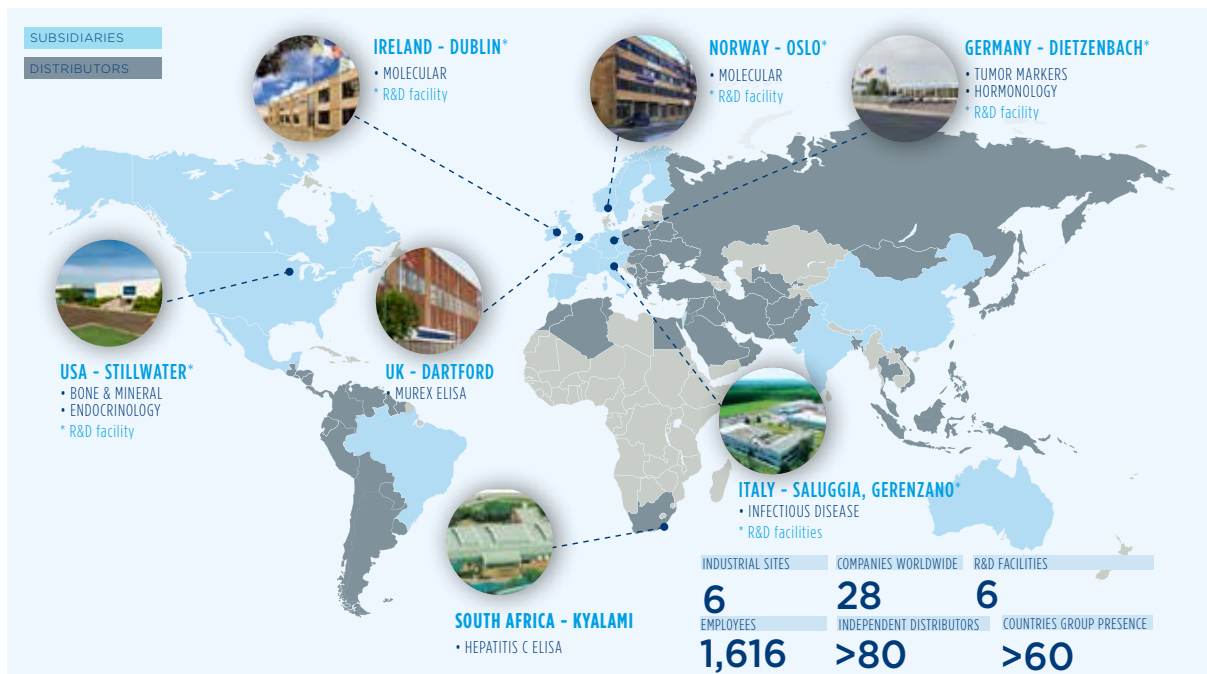 SUBSIDIARIES
DISTRIBUTORS
IRELAND - DUBLIN*
• MOLECULAR
* R&D facility
NORWAY - OSLO*
• MOLECULAR
* R&D facility
GERMANY - DIETZENBACH*
• TUMOR MARKERS
• HORMONOLOGY
* R&D facility
USA - STILLWATER*
• BONE & MINERAL
• ENDOCRINOLOGY
* R&D facility
UK - DARTFORD
• MUREX ELISA
ITALY - SALUGGIA, GERENZANO*
• INFECTIOUS DISEASE
* R&D facilities
SOUTH AFRICA - KYALAMI
• HEPATITIS C ELISA
INDUSTRIAL SITES
6
COMPANIES WORLDWIDE
28
R&D FACILITIES
6
EMPLOYEES
1,616
INDEPENDENT DISTRIBUTORS
>80
COUNTRIES GROUP PRESENCE
>60